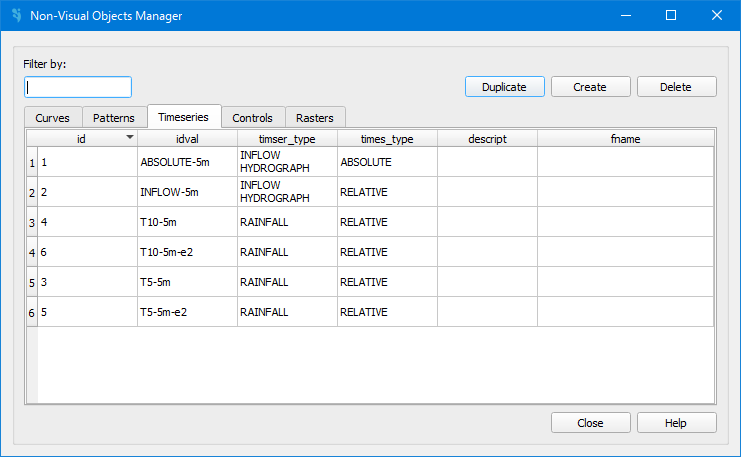 Non-Visual Objects Manager
Filter by:
Duplicate Create Delete
Curves Patterns Timeseries Controls Rasters
id idval timser_type times_type descript fname
1 1 ABSOLUTE-5m INFLOW HYDROGRAPH ABSOLUTE
2 2 INFLOW-5m INFLOW HYDROGRAPH RELATIVE
3 4 T10-5m RAINFALL RELATIVE
4 6 T10-5m-e2 RAINFALL RELATIVE
5 3 T5-5m RAINFALL RELATIVE
6 5 T5-5m-e2 RAINFALL RELATIVE
Close Help